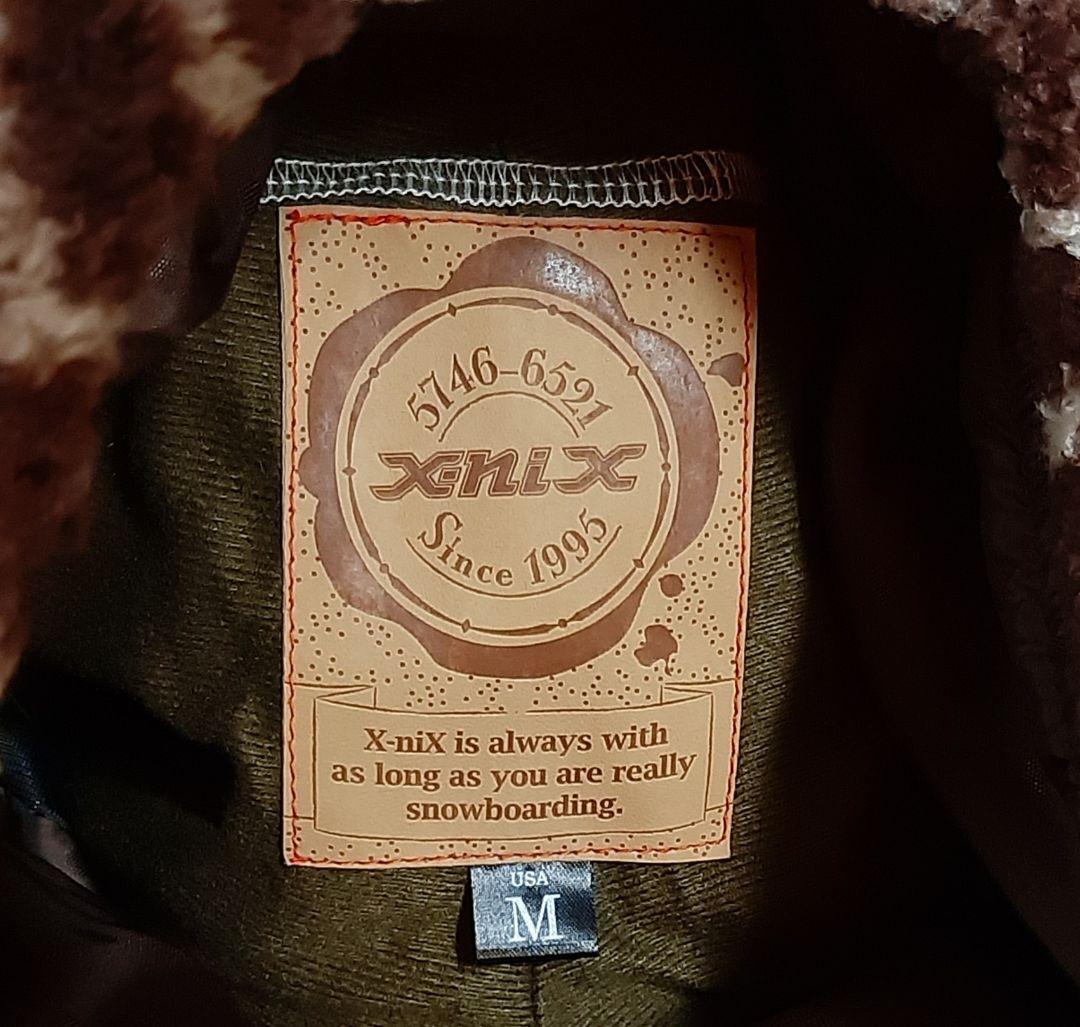 5746-6521
X-niX
Since 1995
X-niX is always with
as long as you are really
snowboarding.
USA
M